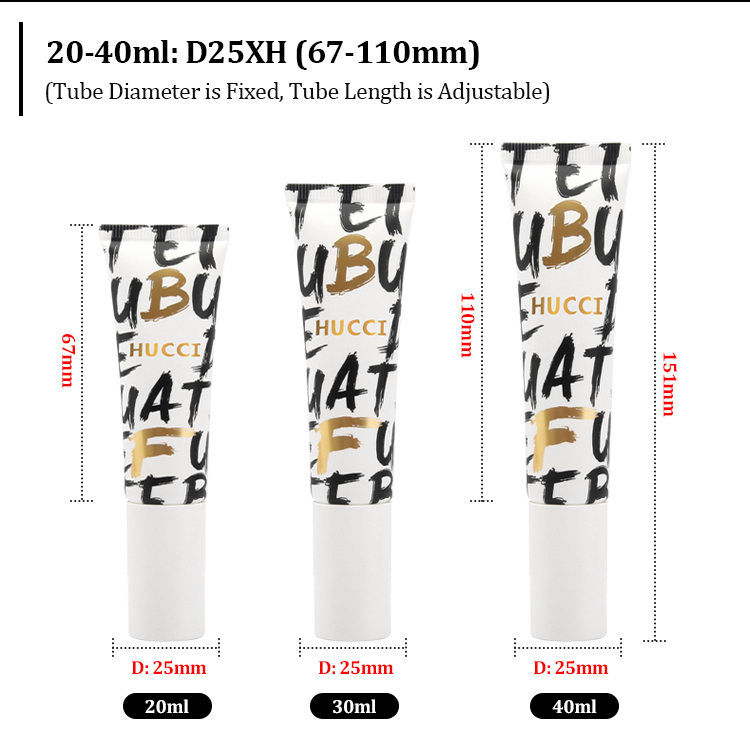 20-40ml: D25XH (67-110mm)
(Tube Diameter is Fixed, Tube Length is Adjustable)
67mm
110mm
151mm
B
HUCCI
F
B
HUCCI
F
B
HUCCI
F
D: 25mm
D: 25mm
D: 25mm
20ml
30ml
40ml